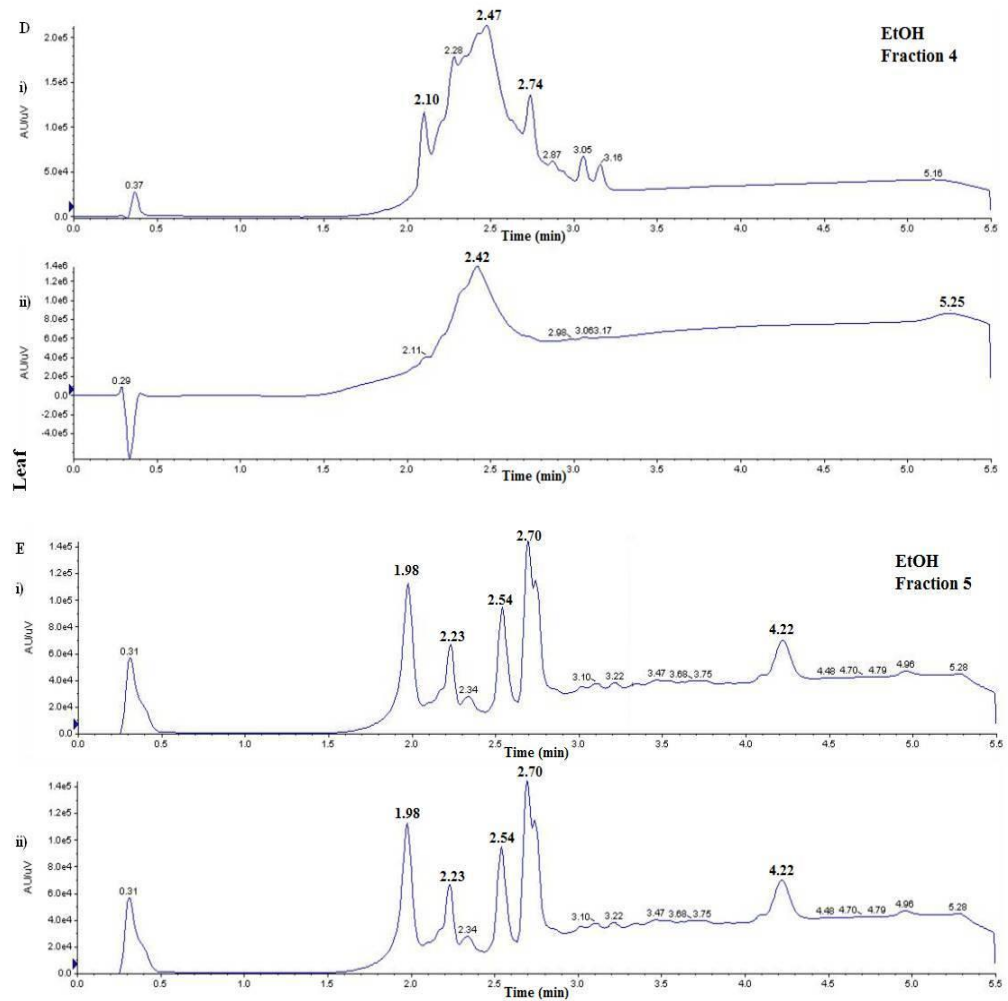 D
i)
EtOH
Fraction 4
AU/uV
2.0e5
1.5e5
1.0e5
5.0e4
0.0
0.37
2.10
2.28
2.47
2.74
2.87
3.05
3.16
5.16
0.0 0.5 1.0 1.5 2.0 2.5 3.0 3.5 4.0 4.5 5.0 5.5
Time (min)
ii)
AU/uV
1.4e6
1.2e6
1.0e6
8.0e5
6.0e5
4.0e5
2.0e5
0.0
-2.0e5
-4.0e5
0.29
2.11
2.42
2.98
3.063.17
5.25
0.0 0.5 1.0 1.5 2.0 2.5 3.0 3.5 4.0 4.5 5.0 5.5
Time (min)
Leaf
E
i)
EtOH
Fraction 5
AU/uV
1.4e5
1.2e5
1.0e5
8.0e4
6.0e4
4.0e4
2.0e4
0.0
0.31
1.98
2.23
2.34
2.54
2.70
3.10
3.22
3.47
3.68
3.75
4.22
4.48
4.70
4.79
4.96
5.28
0.0 0.5 1.0 1.5 2.0 2.5 3.0 3.5 4.0 4.5 5.0 5.5
Time (min)
ii)
AU/uV
1.4e5
1.2e5
1.0e5
8.0e4
6.0e4
4.0e4
2.0e4
0.0
0.31
1.98
2.23
2.34
2.54
2.70
3.10
3.22
3.47
3.68
3.75
4.22
4.48
4.70
4.79
4.96
5.28
0.0 0.5 1.0 1.5 2.0 2.5 3.0 3.5 4.0 4.5 5.0 5.5
Time (min)